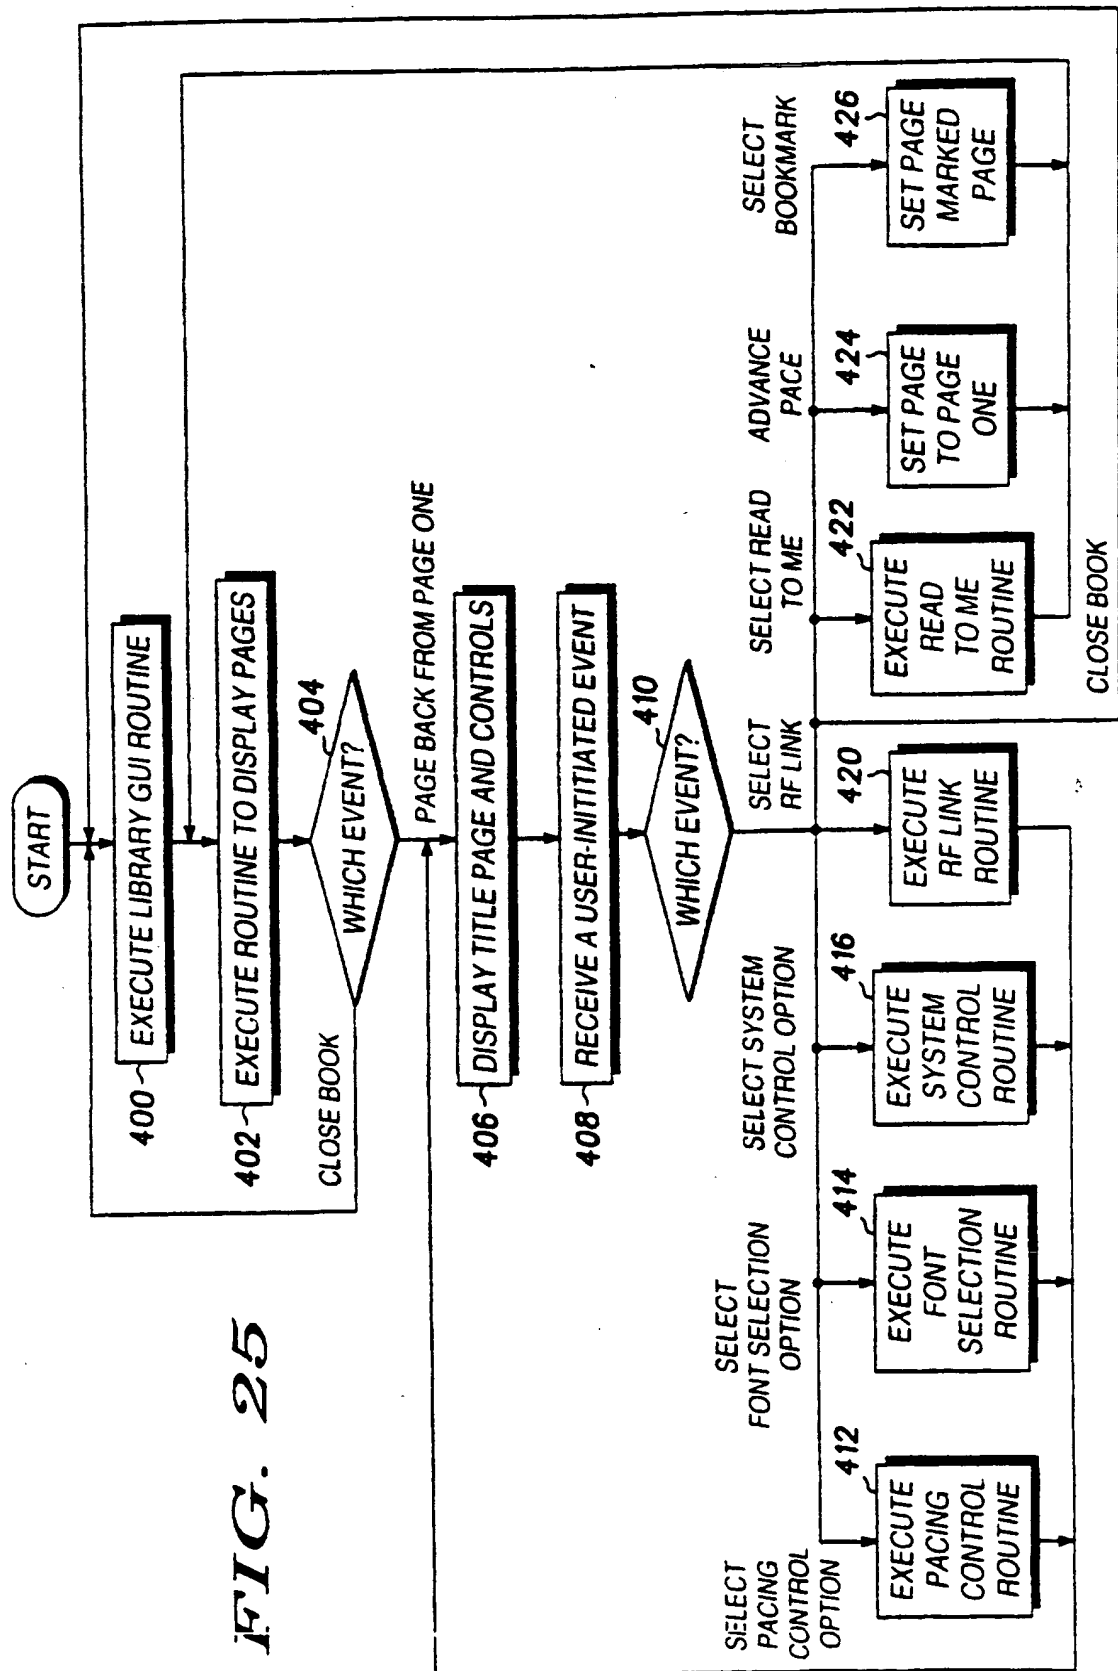 FIG. 25
START
400
EXECUTE LIBRARY GUI ROUTINE
402
EXECUTE ROUTINE TO DISPLAY PAGES
404
WHICH EVENT?
CLOSE BOOK
PAGE BACK FROM PAGE ONE
406
DISPLAY TITLE PAGE AND CONTROLS
408
RECEIVE A USER-INITITIATED EVENT
410
WHICH EVENT?
SELECT
PACING
CONTROL
OPTION
412
EXECUTE
PACING
CONTROL
ROUTINE
SELECT
FONT SELECTION
OPTION
414
EXECUTE
FONT
SELECTION
ROUTINE
SELECT SYSTEM
CONTROL OPTION
416
EXECUTE
SYSTEM
CONTROL
ROUTINE
SELECT
RF LINK
420
EXECUTE
RF LINK
ROUTINE
SELECT READ
TO ME
422
EXECUTE
READ
TO ME
ROUTINE
ADVANCE
PACE
424
SET PAGE
TO PAGE
ONE
SELECT
BOOKMARK
426
SET PAGE
MARKED
PAGE
CLOSE BOOK